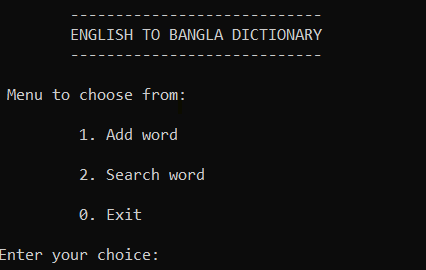 ----------------------------
ENGLISH TO BANGLA DICTIONARY
----------------------------
Menu to choose from:
1. Add word
2. Search word
0. Exit
Enter your choice: